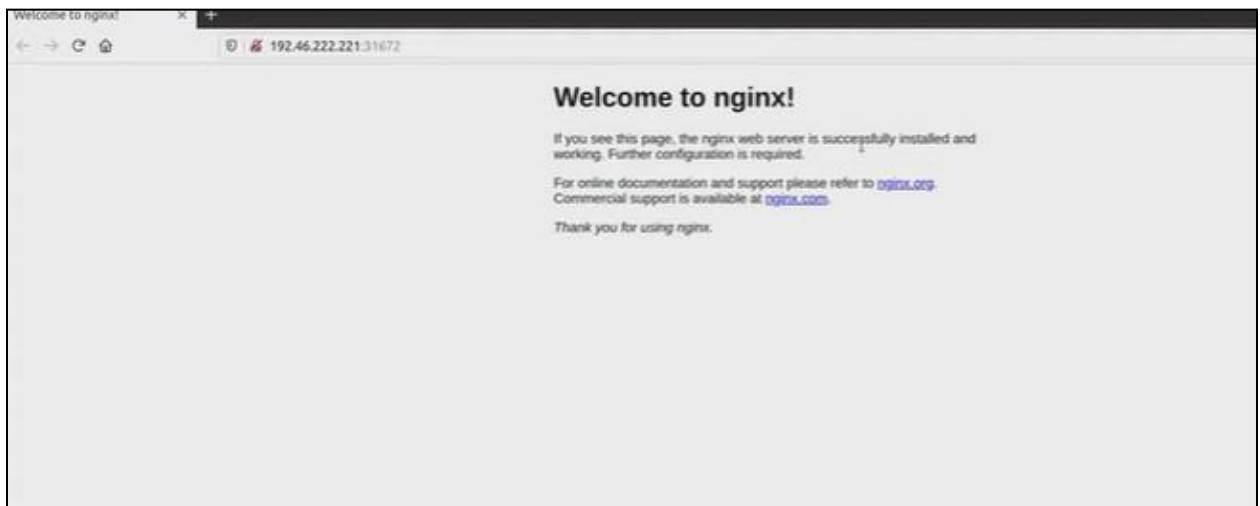 Welcome to nginx!
192.46.222.221:31672
Welcome to nginx!
If you see this page, the nginx web server is successfully installed and
working. Further configuration is required.
For online documentation and support please refer to nginx.org.
Commercial support is available at nginx.com.
Thank you for using nginx.